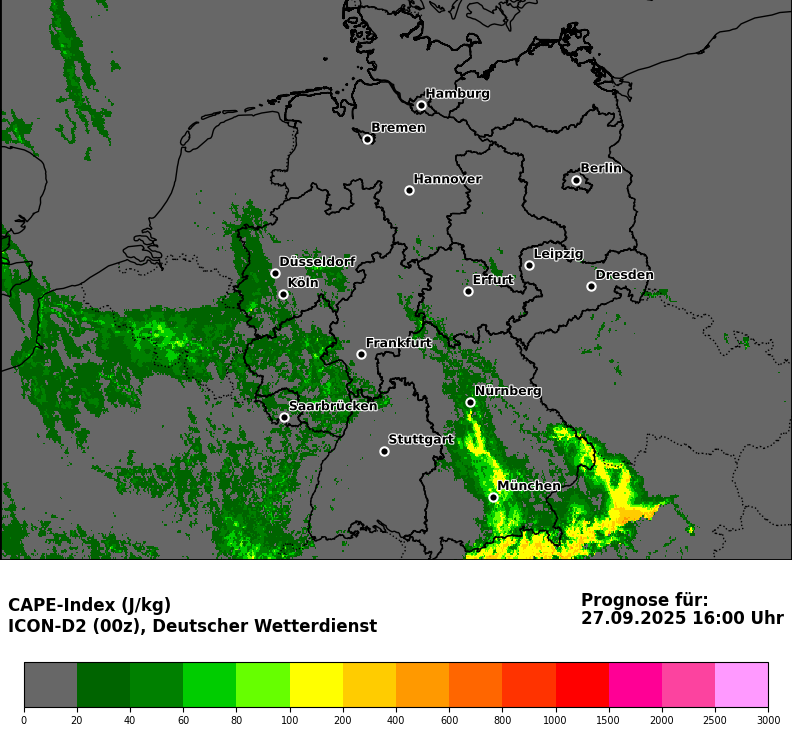 Hamburg
Bremen
Berlin
Hannover
Leipzig
Düsseldorf
Dresden
Köln
Erfurt
Frankfurt
Nürnberg
Saarbrücken
Stuttgart
München
CAPE-Index (J/kg)
ICON-D2 (00z), Deutscher Wetterdienst
Prognose für:
27.09.2025 16:00 Uhr
0 20 40 60 80 100 200 400 600 800 1000 1500 2000 2500 3000